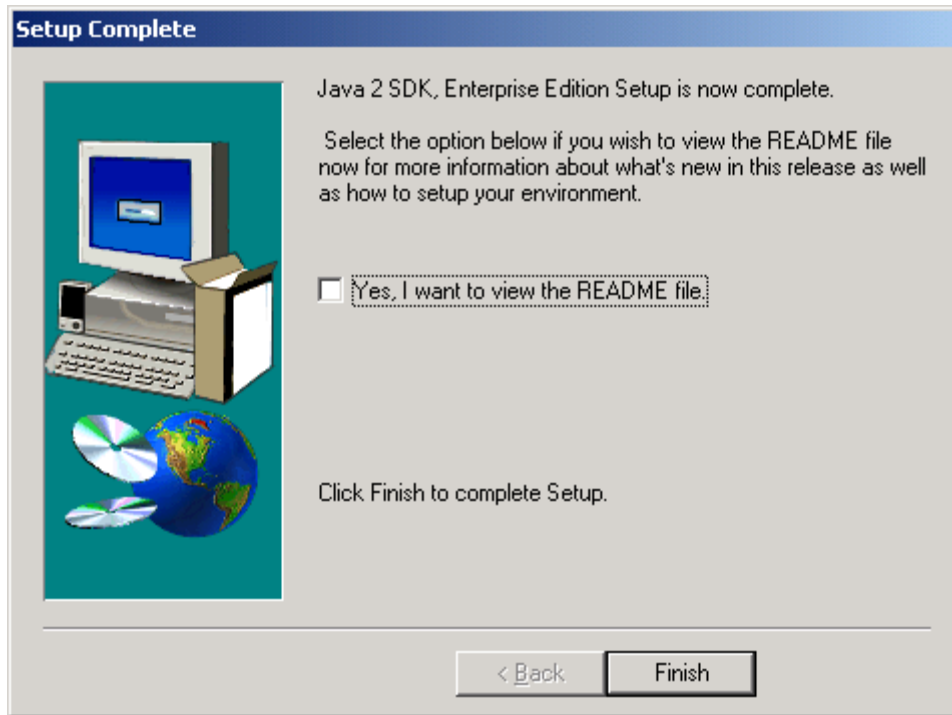 Setup Complete
Java 2 SDK, Enterprise Edition Setup is now complete.
Select the option below if you wish to view the README file
now for more information about what's new in this release as well
as how to setup your environment.
Yes, I want to view the README file.
Click Finish to complete Setup.
< Back
Finish